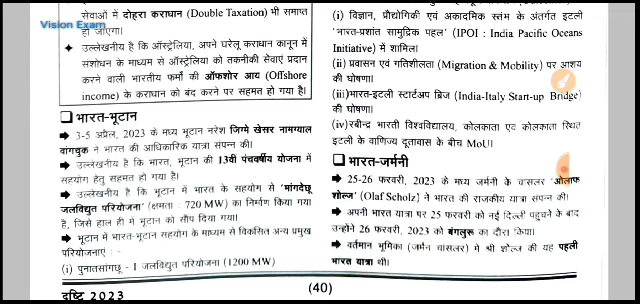 Vision Exam
सेवाओं में दोहरा कराधान (Double Taxation) भी समाप्त
हो जाएगा।
उल्लेखनीय है कि ऑस्ट्रेलिया, अपने घरेलू कराधान कानून में
संशोधन के माध्यम से ऑस्ट्रेलिया को तकनीकी सेवाएं प्रदान
करने वाली भारतीय फर्मों की ऑफशोर आय (Offshore
income) के कराधान को बंद करने पर सहमत हो गया है।
भारत-भूटान
3-5 अप्रैल, 2023 के मध्य भूटान नरेश जिग्मे खेसर नामग्याल
वांगचुक ने भारत की आधिकारिक यात्रा संपन्न की।
उल्लेखनीय है कि भारत, भूटान की 13वीं पंचवर्षीय योजना में
सहयोग हेतु सहमत हो गया है।
उल्लेखनीय है कि भूटान में भारत के सहयोग से 'मांगदेछू
जलविद्युत परियोजना' (क्षमता : 720 MW) का निर्माण किया गया
है, जिसे हाल ही में भूटान को सौंप दिया गया।
भूटान में भारत-भूटान सहयोग के माध्यम से विकसित अन्य प्रमुख
परियोजनाएं : -
(i) पुनातसांगछू - I जलविद्युत परियोजना (1200 MW)
(i) विज्ञान, प्रौद्योगिकी एवं अकादमिक स्तंभ के अंतर्गत इटली
'भारत-प्रशांत सामुद्रिक पहल' (IPOI : India Pacific Oceans
Initiative) में शामिल।
(ii) प्रवासन एवं गतिशीलता (Migration & Mobility) पर आशय
की घोषणा।
(iii)भारत-इटली स्टार्टअप ब्रिज (India-Italy Start-up Bridge)
की घोषणा।
(iv)रबीन्द्र भारती विश्वविद्यालय, कोलकाता एवं कोलकाता स्थित
इटली के वाणिज्य दूतावास के बीच MoU।
भारत-जर्मनी
25-26 फरवरी, 2023 के मध्य जर्मनी के चांसलर 'ओलाफ
शोल्ज' (Olaf Scholz) ने भारत की राजकीय यात्रा संपन्न की।
अपनी भारत यात्रा पर 25 फरवरी को नई दिल्ली पहुंचने के बाद
उन्होंने 26 फरवरी, 2023 को बंगलुरू का दौरा किया।
वर्तमान भूमिका (जर्मन चांसलर) में श्री शोल्ज की यह पहली
भारत यात्रा थी।
(40)
दृष्टि 2023